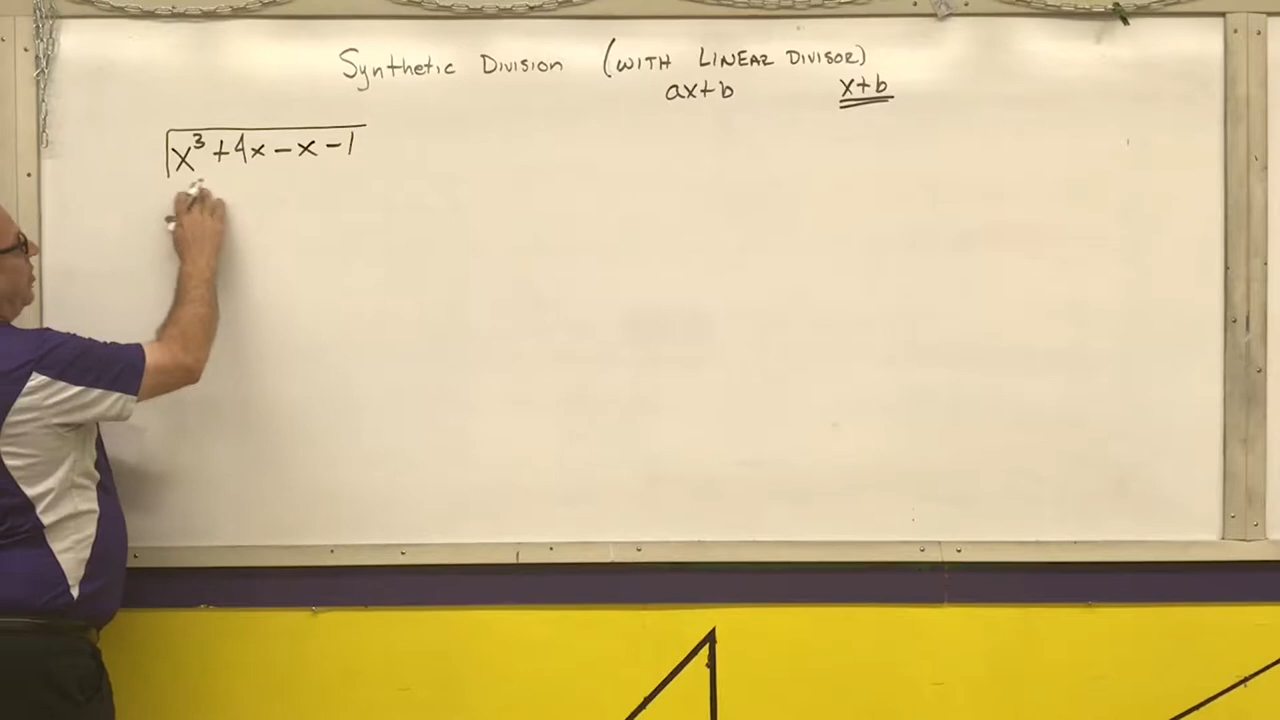 Synthetic Division (WITH LINEAR DIVISOR)
ax+b x+b
x³+4x-x-1